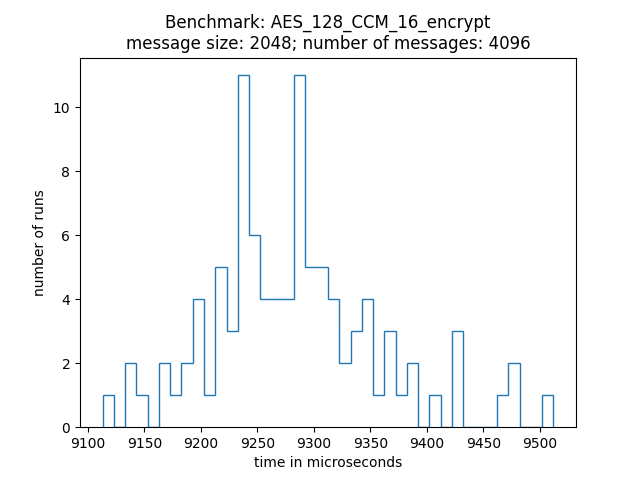 Benchmark: AES_128_CCM_16_encrypt
message size: 2048; number of messages: 4096
number of runs
10
8
6
4
2
0
9100 9150 9200 9250 9300 9350 9400 9450 9500
time in microseconds